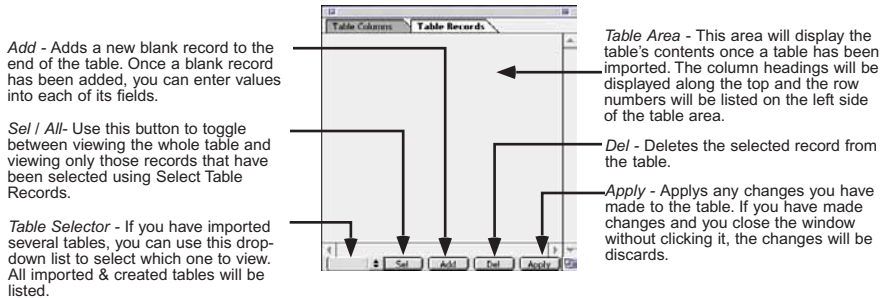 Table Columns
Table Records
Add - Adds a new blank record to the
end of the table. Once a blank record
has been added, you can enter values
into each of its fields.
Sel / All- Use this button to toggle
between viewing the whole table and
viewing only those records that have
been selected using Select Table
Records.
Table Selector - If you have imported
several tables, you can use this drop-
down list to select which one to view.
All imported & created tables will be
listed.
Sel
Add
Del
Apply
Table Area - This area will display the
table's contents once a table has been
imported. The column headings will be
displayed along the top and the row
numbers will be listed on the left side
of the table area.
Del - Deletes the selected record from
the table.
Apply - Applys any changes you have
made to the table. If you have made
changes and you close the window
without clicking it, the changes will be
discards.